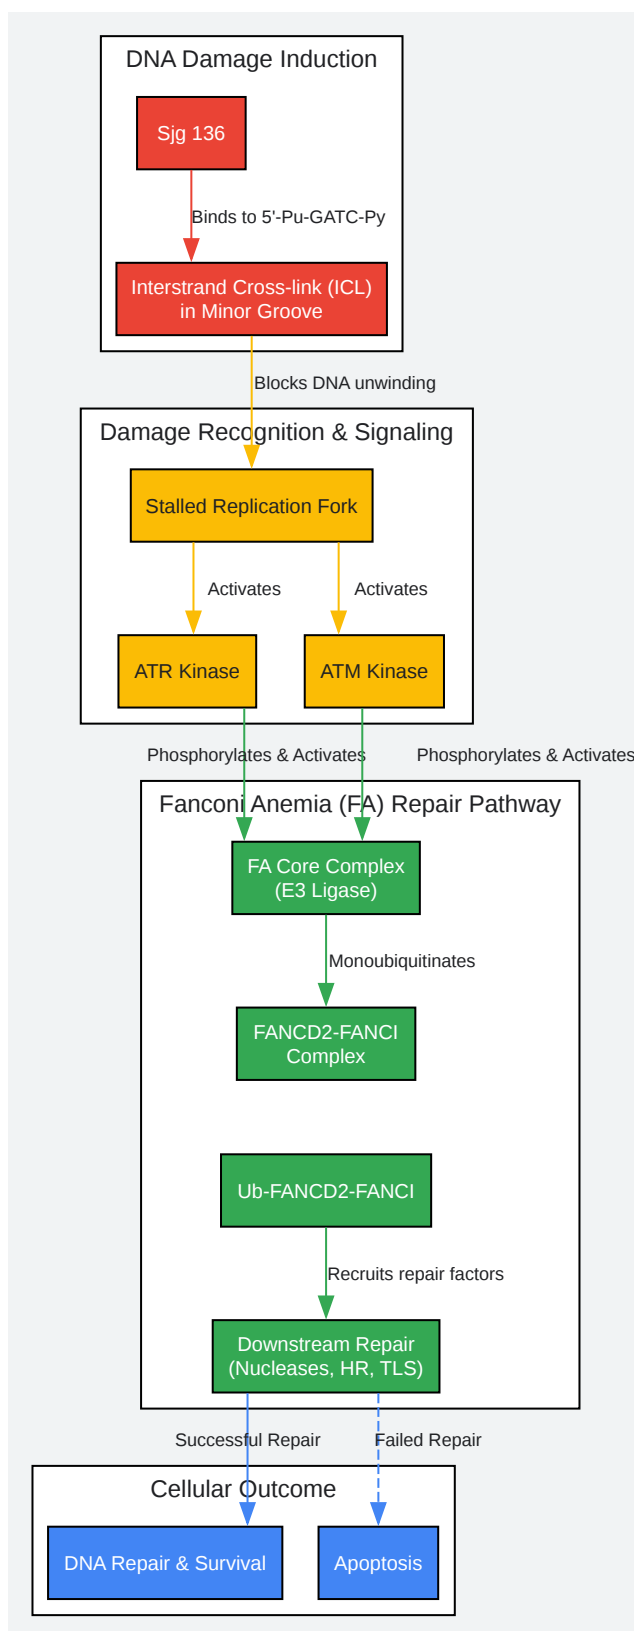 DNA Damage Induction
Sjg 136
Binds to 5'-Pu-GATC-Py
Interstrand Cross-link (ICL)
in Minor Groove
Blocks DNA unwinding
Damage Recognition & Signaling
Stalled Replication Fork
Activates
Activates
ATR Kinase
ATM Kinase
Phosphorylates & Activates
Phosphorylates & Activates
Fanconi Anemia (FA) Repair Pathway
FA Core Complex
(E3 Ligase)
Monoubiquitinates
FANCD2-FANCI
Complex
Ub-FANCD2-FANCI
Recruits repair factors
Downstream Repair
(Nucleases, HR, TLS)
Successful Repair
Failed Repair
Cellular Outcome
DNA Repair & Survival
Apoptosis